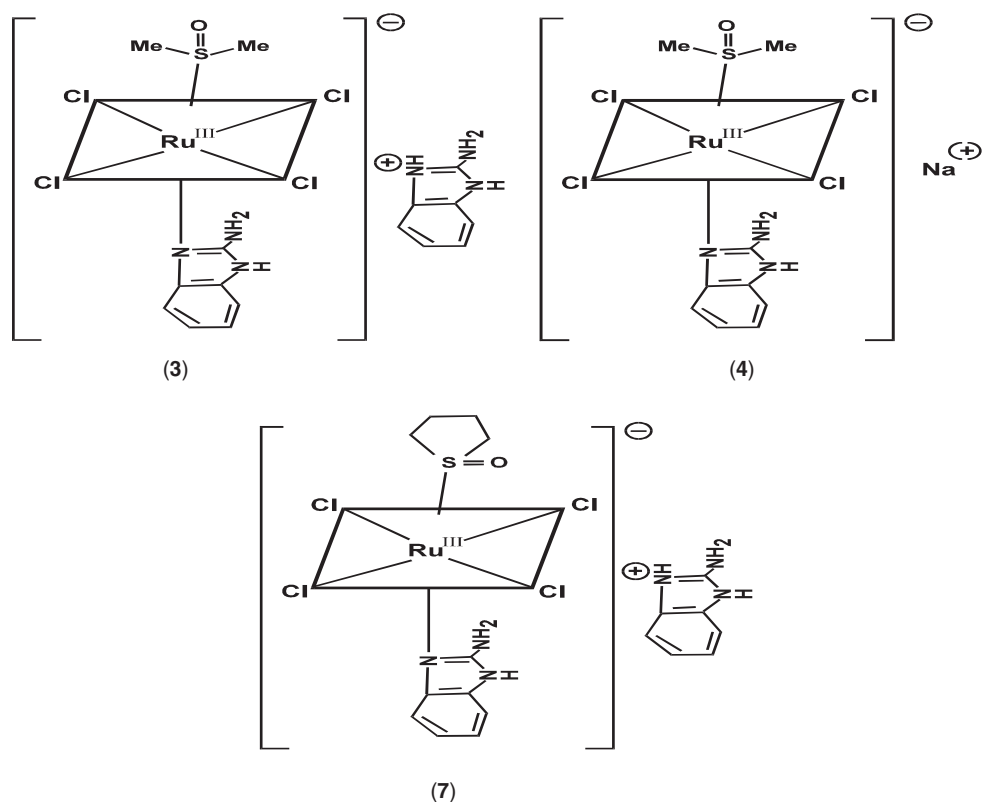 O
Me S Me
Cl Cl
Ru III
Cl Cl
N NH2
N H
⊖
⊕ NH NH2
N H
(3)
O
Me S Me
Cl Cl
Ru III
Cl Cl
N NH2
N H
⊖
Na ⊕
(4)
S = O
Cl Cl
Ru III
Cl Cl
N NH2
N H
⊖
⊕ NH NH2
N H
(7)